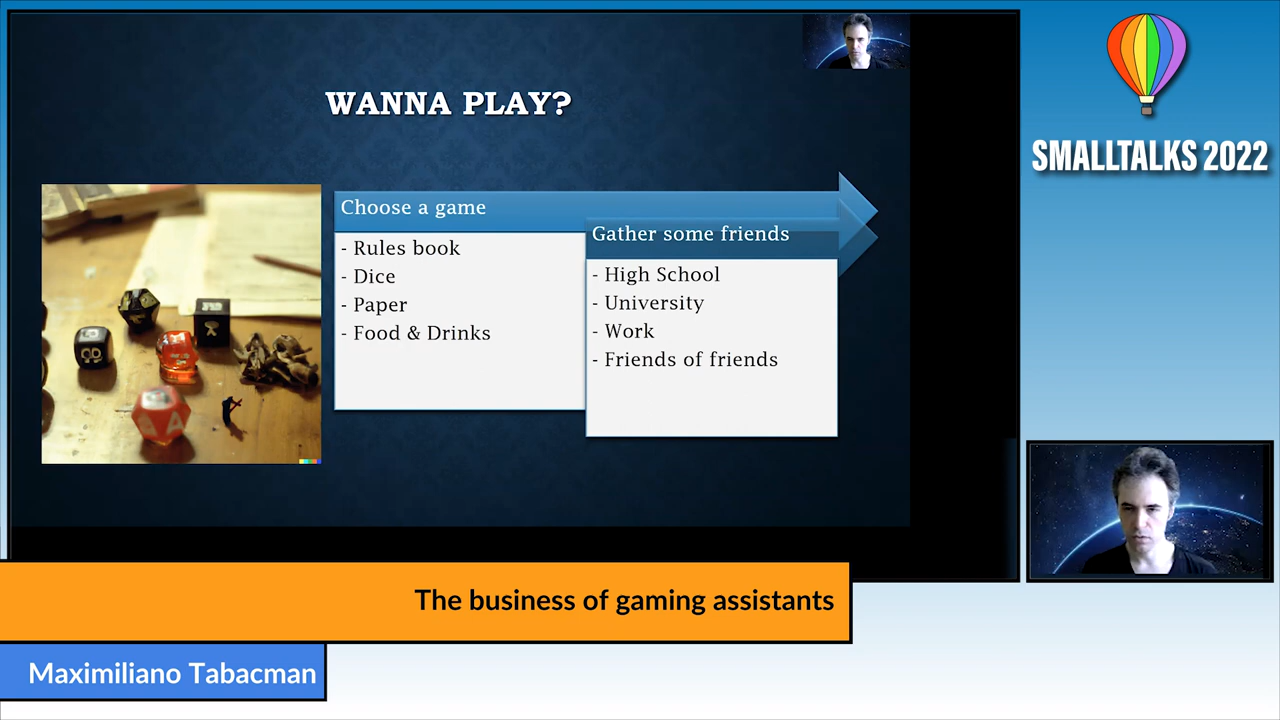 WANNA PLAY?
Choose a game
- Rules book
- Dice
- Paper
- Food & Drinks
Gather some friends
- High School
- University
- Work
- Friends of friends
SMALLTALKS 2022
The business of gaming assistants
Maximiliano Tabacman